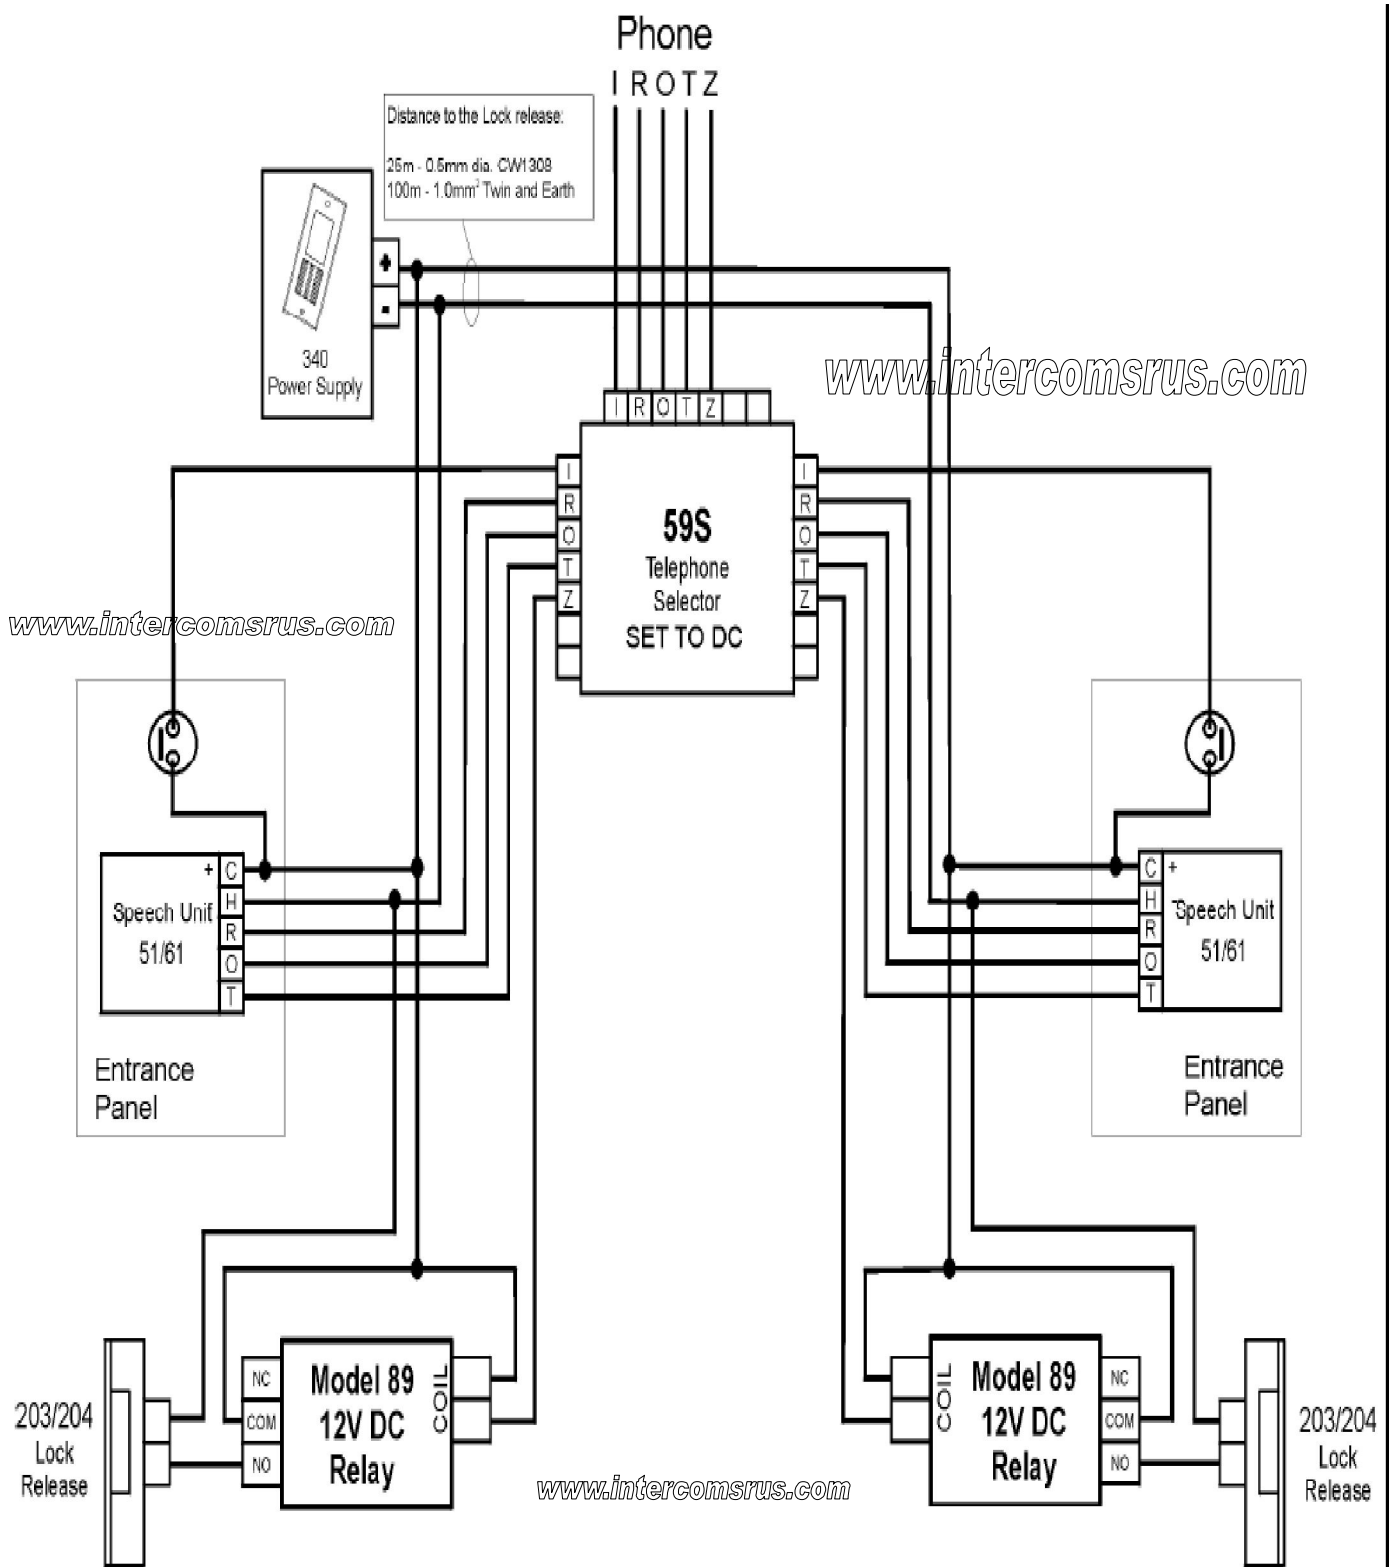 Phone
I R O T Z
Distance to the Lock release:
25m - 0.5mm dia. CW1308
100m - 1.0mm² Twin and Earth
+
-
340
Power Supply
www.intercomsrus.com
I R O T Z
I
R
O
T
Z
59S
Telephone
Selector
SET TO DC
I
R
O
T
Z
www.intercomsrus.com
+ C
H
R
O
T
Speech Unit
51/61
Entrance
Panel
C +
H -
R
O
T
Speech Unit
51/61
Entrance
Panel
203/204
Lock
Release
NC
COM
NO
Model 89
12V DC
Relay
COIL
www.intercomsrus.com
COIL
Model 89
12V DC
Relay
NC
COM
NO
203/204
Lock
Release